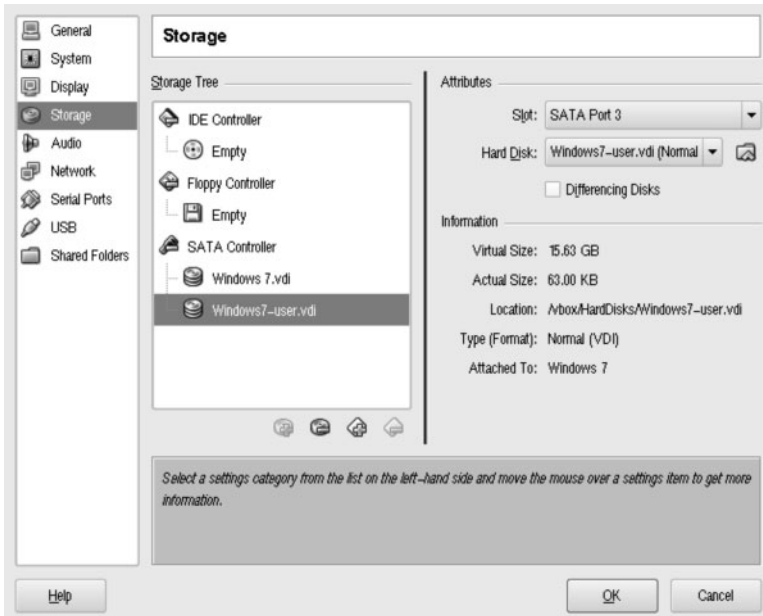 General
System
Display
Storage
Audio
Network
Serial Ports
USB
Shared Folders
Storage
Storage Tree
IDE Controller
Empty
Floppy Controller
Empty
SATA Controller
Windows 7.vdi
Windows7-user.vdi
Attributes
Slot: SATA Port 3
Hard Disk: Windows7-user.vdi (Normal
Differencing Disks
Information
Virtual Size: 15.63 GB
Actual Size: 63.00 KB
Location: /vbox/HardDisks/Windows7-user.vdi
Type (Format): Normal (VDI)
Attached To: Windows 7
Select a settings category from the list on the left-hand side and move the mouse over a settings item to get more
information.
Help
OK
Cancel